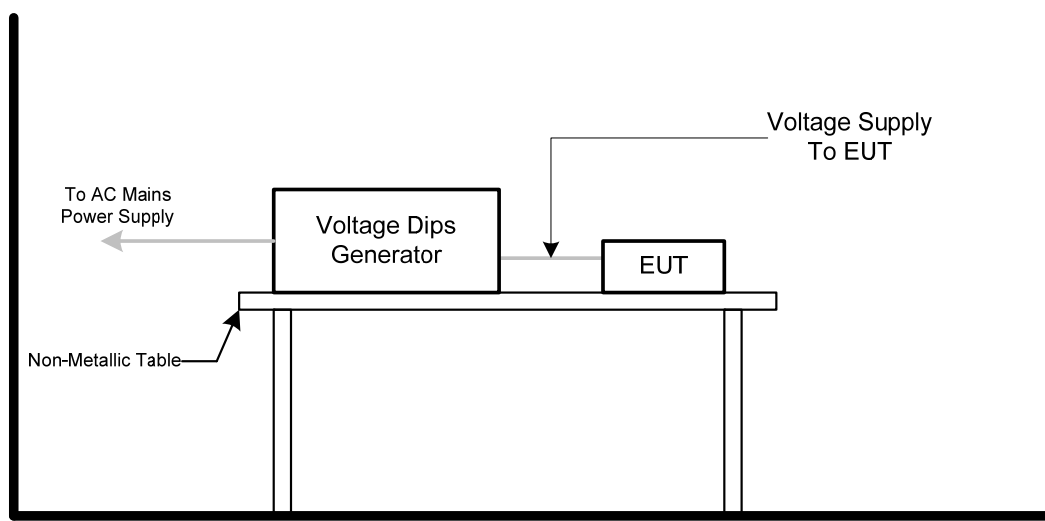 Voltage Supply
To EUT
To AC Mains
Power Supply
Voltage Dips
Generator
EUT
Non-Metallic Table